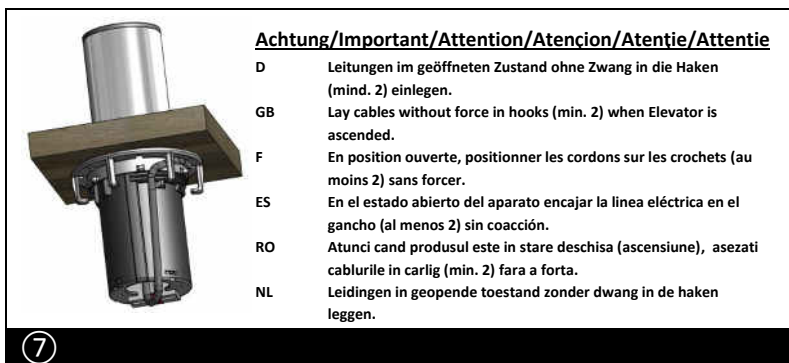 Achtung/Important/Attention/Atençion/Atenţie/Attentie
D Leitungen im geöffneten Zustand ohne Zwang in die Haken
(mind. 2) einlegen.
GB Lay cables without force in hooks (min. 2) when Elevator is
ascended.
F En position ouverte, positionner les cordons sur les crochets (au
moins 2) sans forcer.
ES En el estado abierto del aparato encajar la linea eléctrica en el
gancho (al menos 2) sin coacción.
RO Atunci cand produsul este in stare deschisa (ascensiune), asezati
cablurile in carlig (min. 2) fara a forta.
NL Leidingen in geopende toestand zonder dwang in de haken
leggen.
⑦